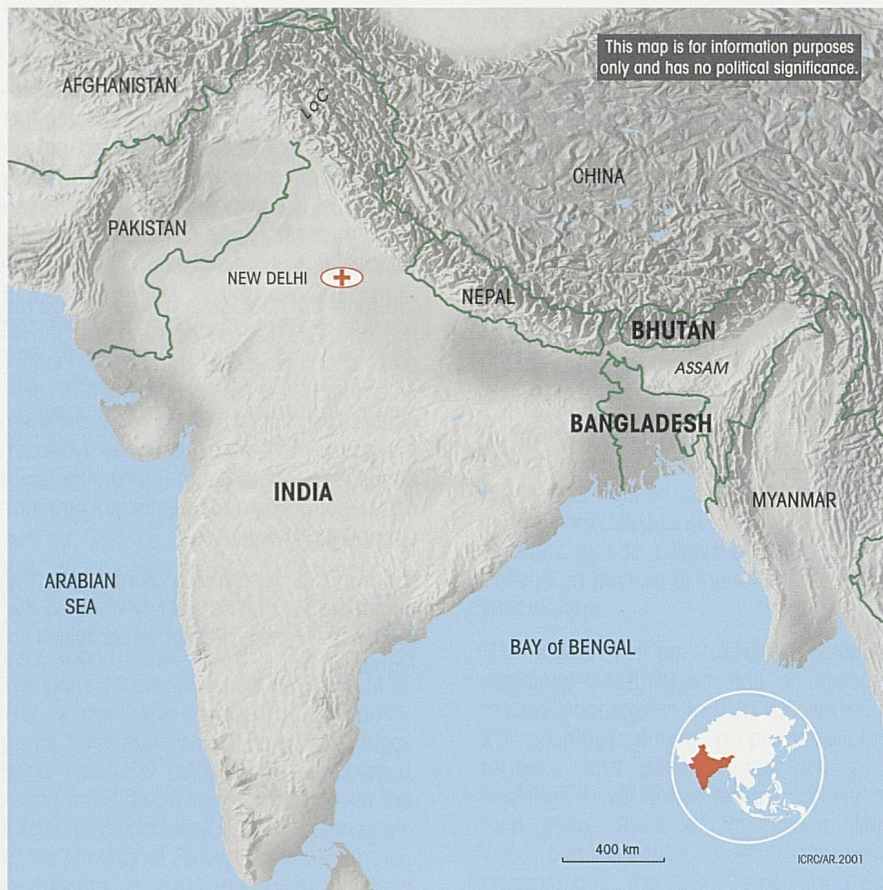 This map is for information purposes
only and has no political significance.
AFGHANISTAN
LoC
CHINA
PAKISTAN
NEW DELHI
NEPAL
BHUTAN
ASSAM
BANGLADESH
INDIA
MYANMAR
ARABIAN
SEA
BAY of BENGAL
400 km
ICRC/AR.2001